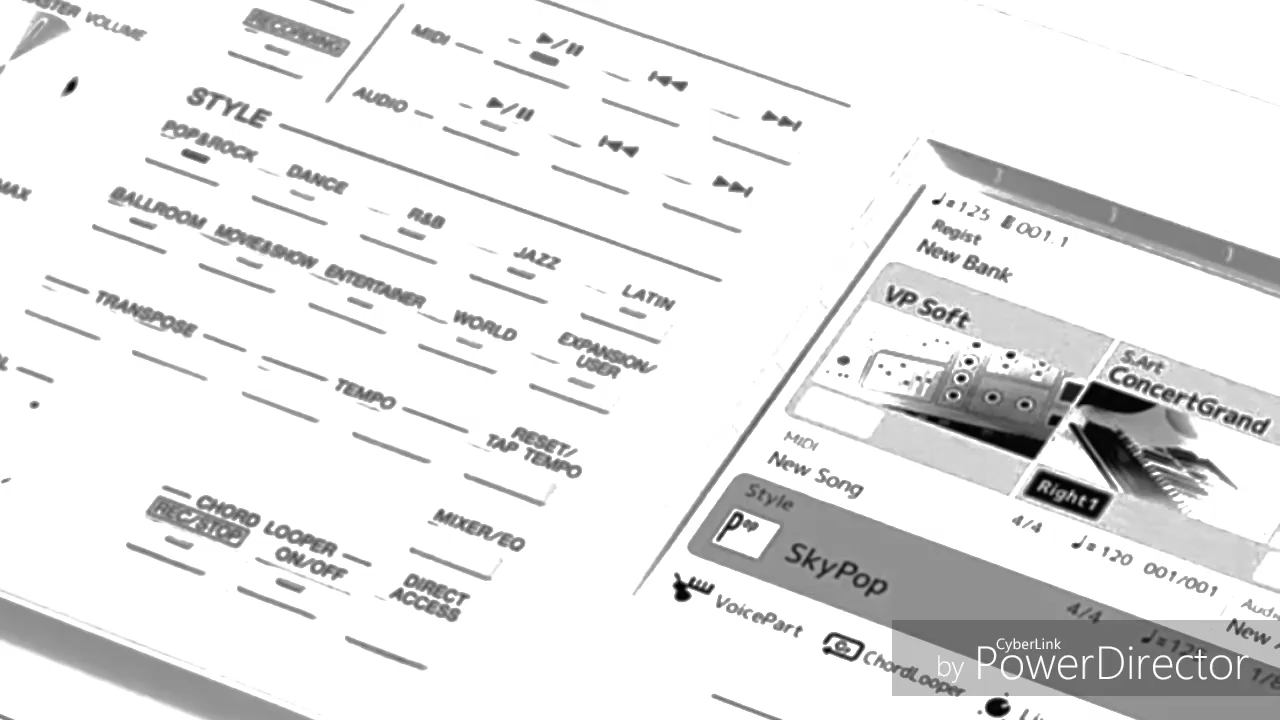 MASTER VOLUME
MAX
RECORDING
MIDI
AUDIO
STYLE
POP&ROCK
DANCE
R&B
JAZZ
LATIN
BALLROOM
MOVIE&SHOW
ENTERTAINER
WORLD
EXPANSION/
USER
TRANSPOSE
TEMPO
RESET/
TAP TEMPO
CHORD LOOPER
REC/STOP
ON/OFF
MIXER/EQ
DIRECT
ACCESS
♩=125 001.1
Regist
New Bank
VP Soft
S.Art
ConcertGrand
Right1
MIDI
New Song
4/4 ♩=120 001/001
Style
Pop
SkyPop
4/4
New
VoicePart
ChordLooper
CyberLink
by PowerDirector